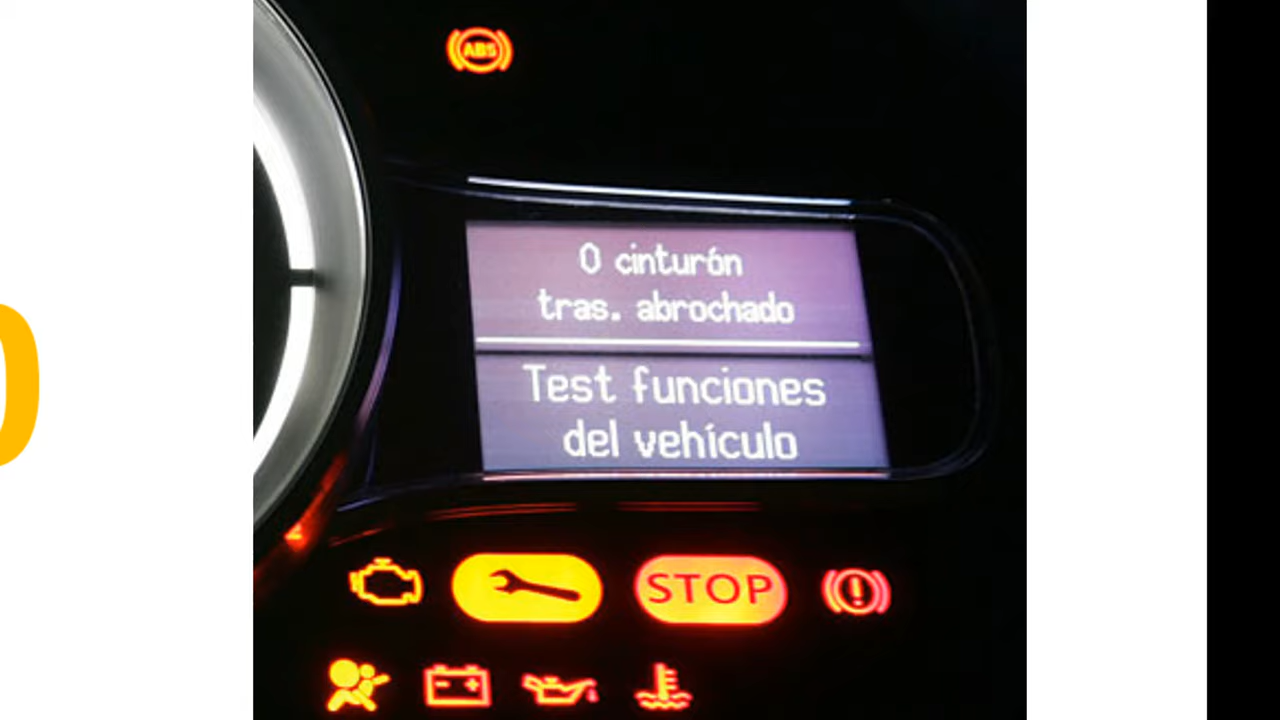 ABS
0 cinturón
tras. abrochado
Test funciones
del vehículo
STOP